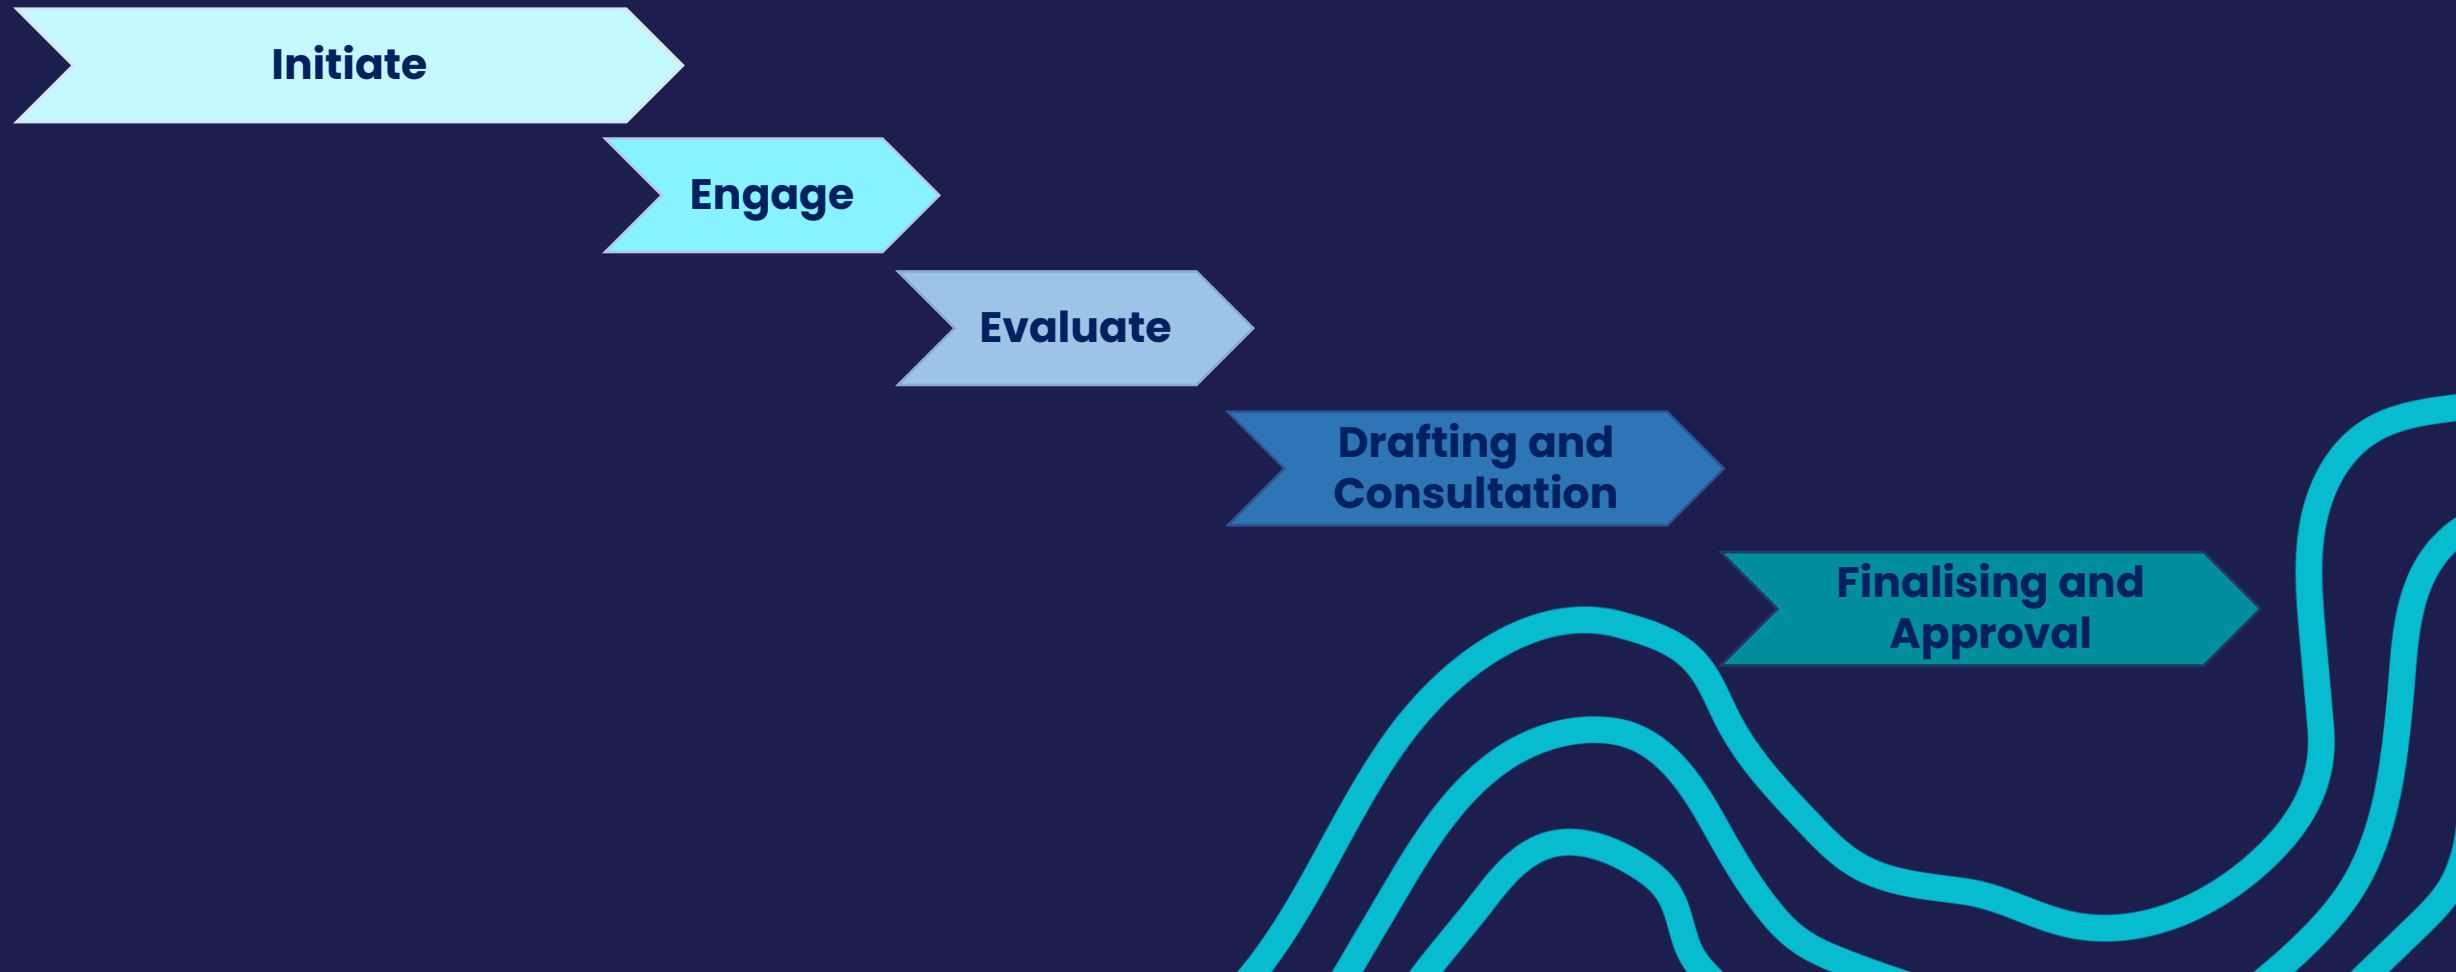 Initiate
Engage
Evaluate
Drafting and
Consultation
Finalising and
Approval